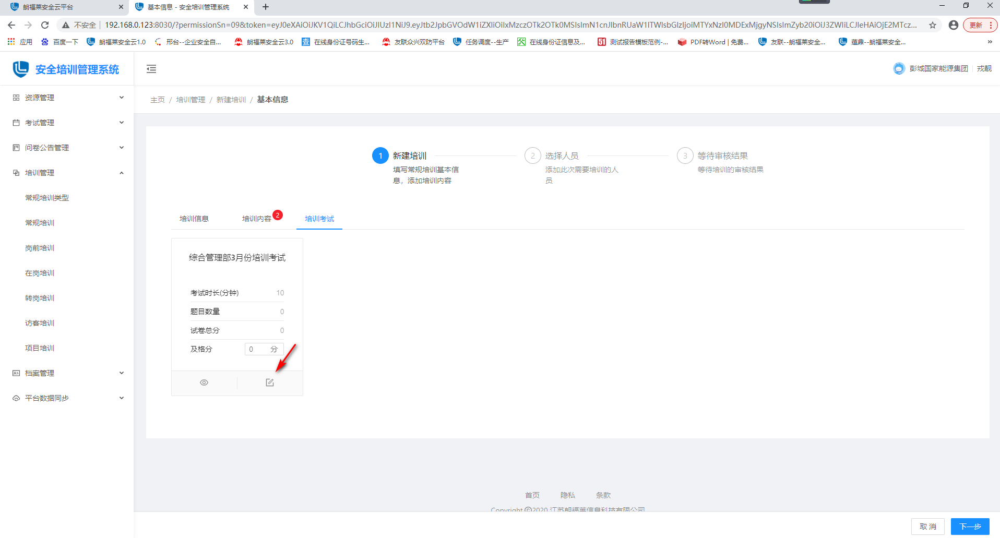 朗福莱安全云平台
基本信息 - 安全培训管理系统
不安全
192.168.0.123:8030/?permissionSn=09&token=eyJ0eXAiOiJKV1QiLCJhbGciOiJIUzI1NiJ9.eyJtb2JpbGVOdW1iZXIiOiIxMzczOTk2OTk0MSIsImN1cnJlbnRUaW1lTWlsbGlzIjoiMTYxNzI0MDExMjgyNSIsImZyb20iOiJ3ZWIiLCJleHAiOjE2MTcz...
更新
应用
百度一下
朗福莱安全云1.0
邢台--企业安全自...
朗福莱安全云3.0
查
在线身份证号码生...
友联众兴双防平台
任务调度--生产
在线身份证信息及...
51
测试报告模板范例-...
PDF转Word | 免费...
友联--朗福莱安全...
蕴鼎--朗福莱安全...
»
安全培训管理系统
彭城国家能源集团
戎靓
资源管理
考试管理
问卷公告管理
培训管理
常规培训类型
常规培训
岗前培训
在岗培训
转岗培训
访客培训
项目培训
档案管理
平台数据同步
主页 / 培训管理 / 新建培训 / 基本信息
1 新建培训
填写常规培训基本信
息，添加培训内容
2 选择人员
添加此次需要培训的人
员
3 等待审核结果
等待培训的审核结果
培训信息
培训内容 2
培训考试
综合管理部3月份培训考试
考试时长(分钟) 10
题目数量 0
试卷总分 0
及格分 0 分
首页 隐私 条款
Copyright ©2020 江苏朗福莱信息科技有限公司
取 消
下一步